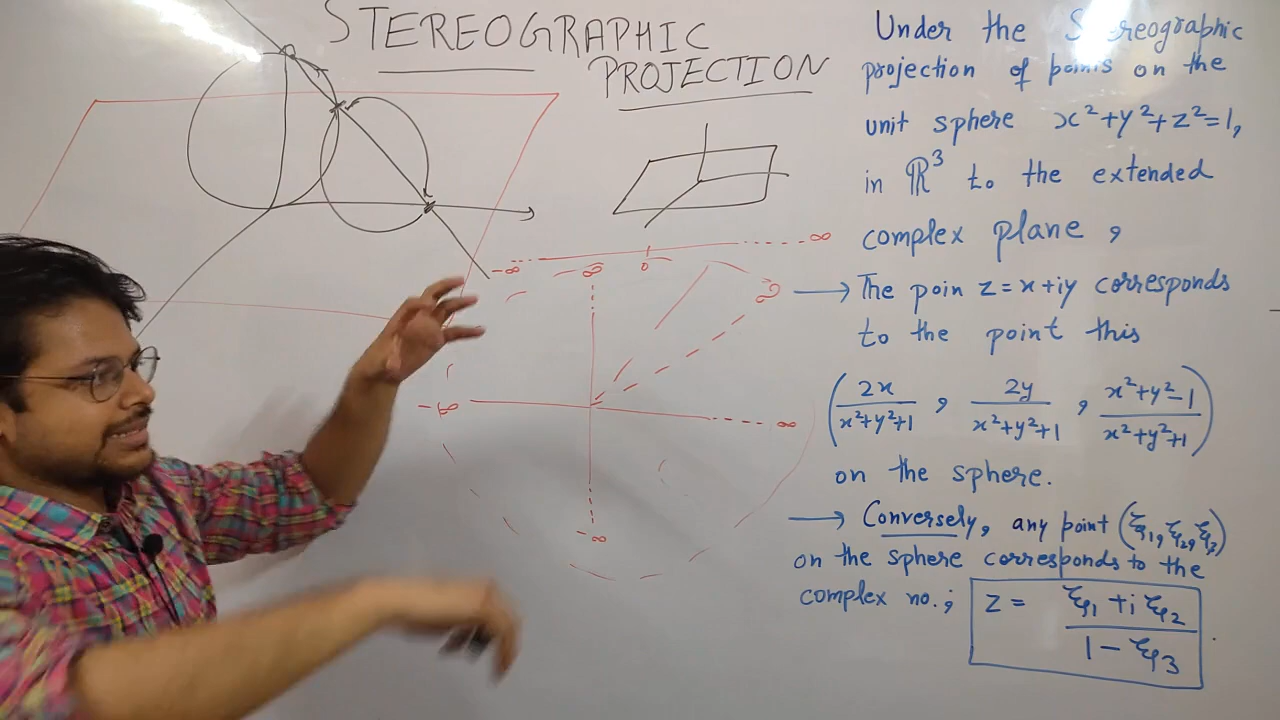 STEREOGRAPHIC
PROJECTION
Under the Stereographic
projection of points on the
unit sphere x²+y²+z²=1,
in ℝ³ to the extended
complex plane,
→ The poin z=x+iy corresponds
to the point this
(2x/(x²+y²+1), 2y/(x²+y²+1), (x²+y²-1)/(x²+y²+1))
on the sphere.
→ Conversely, any point (ξ₁, ξ₂, ξ₃)
on the sphere corresponds to the
complex no.; z = (ξ₁ + i ξ₂)/(1 - ξ₃)
-∞ 0 ∞
-∞
∞
-∞ ∞
-∞